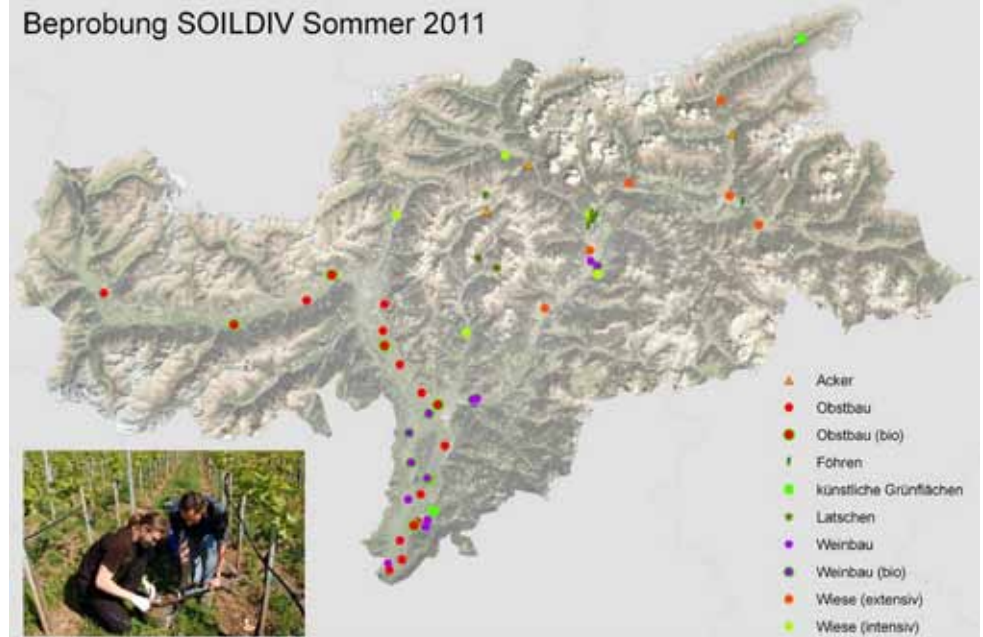 Beprobung SOILDIV Sommer 2011
Acker
Obstbau
Obstbau (bio)
Föhren
künstliche Grünflächen
Latschen
Weinbau
Weinbau (bio)
Wiese (extensiv)
Wiese (intensiv)